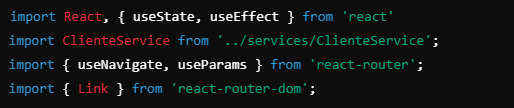 import React, { useState, useEffect } from 'react'
import ClienteService from '../services/ClienteService';
import { useNavigate, useParams } from 'react-router';
import { Link } from 'react-router-dom';